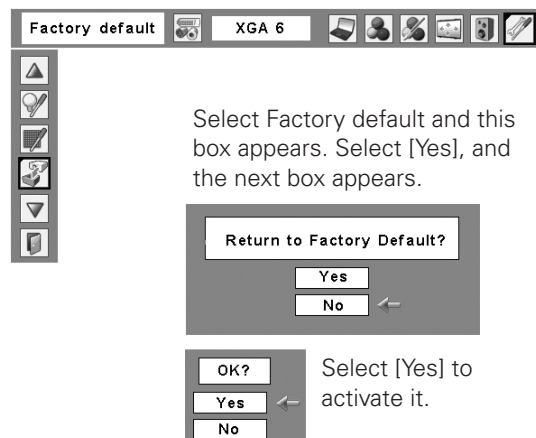 Factory default XGA 6
Select Factory default and this
box appears. Select [Yes], and
the next box appears.
Return to Factory Default?
Yes
No
OK?
Yes
No
Select [Yes] to
activate it.